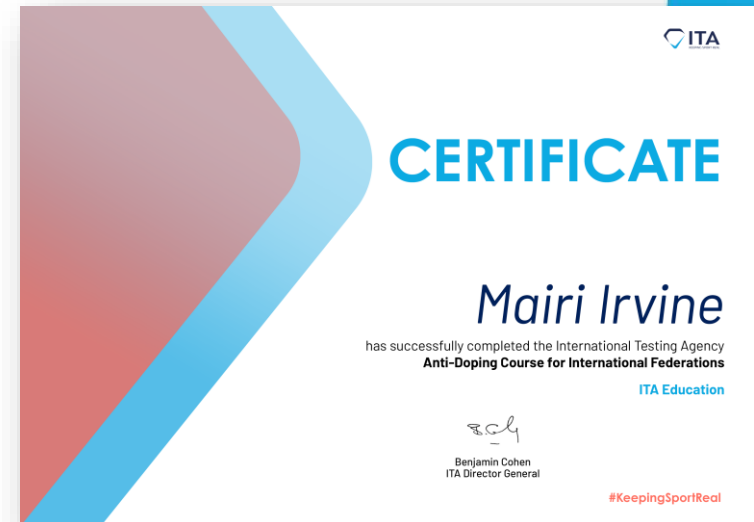 ITA
CERTIFICATE
Mairi Irvine
has successfully completed the International Testing Agency
Anti-Doping Course for International Federations
ITA Education
Benjamin Cohen
ITA Director General
#KeepingSportReal